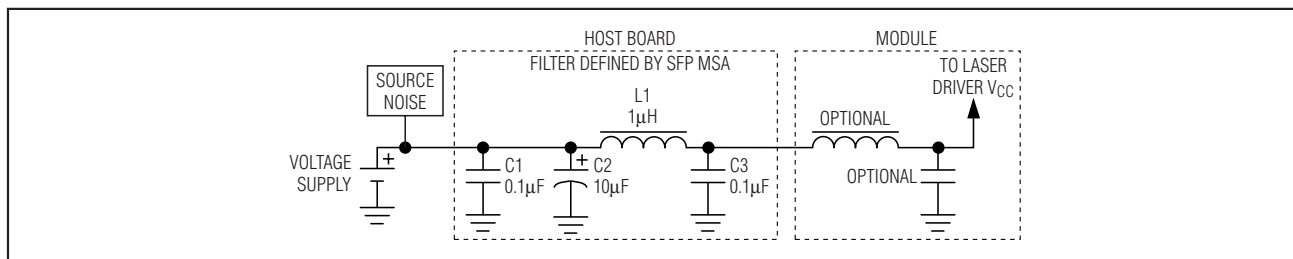 HOST BOARD
FILTER DEFINED BY SFP MSA
MODULE
SOURCE
NOISE
TO LASER
DRIVER VCC
L1
1μH
OPTIONAL
VOLTAGE
SUPPLY
+
C1
0.1μF
+
C2
10μF
C3
0.1μF
OPTIONAL